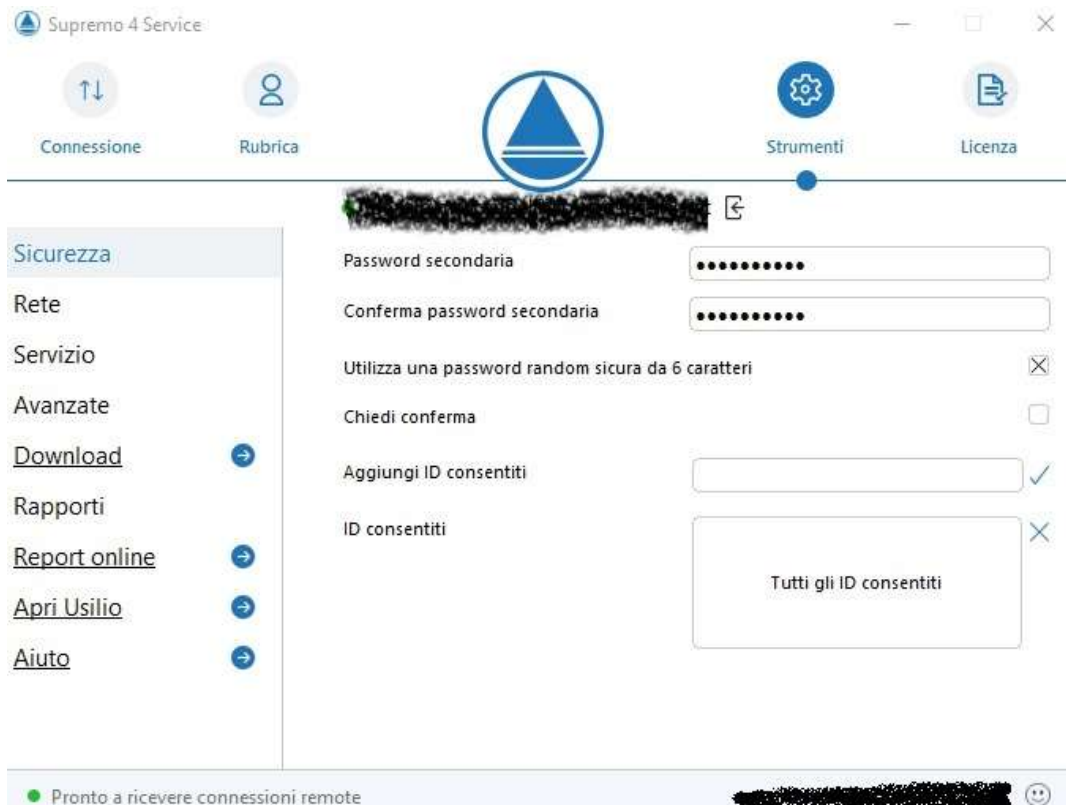 Supremo 4 Service
Connessione
Rubrica
Strumenti
Licenza
Sicurezza
Rete
Servizio
Avanzate
Download
Rapporti
Report online
Apri Usilio
Aiuto
Password secondaria
Conferma password secondaria
Utilizza una password random sicura da 6 caratteri
Chiedi conferma
Aggiungi ID consentiti
ID consentiti
Tutti gli ID consentiti
Pronto a ricevere connessioni remote